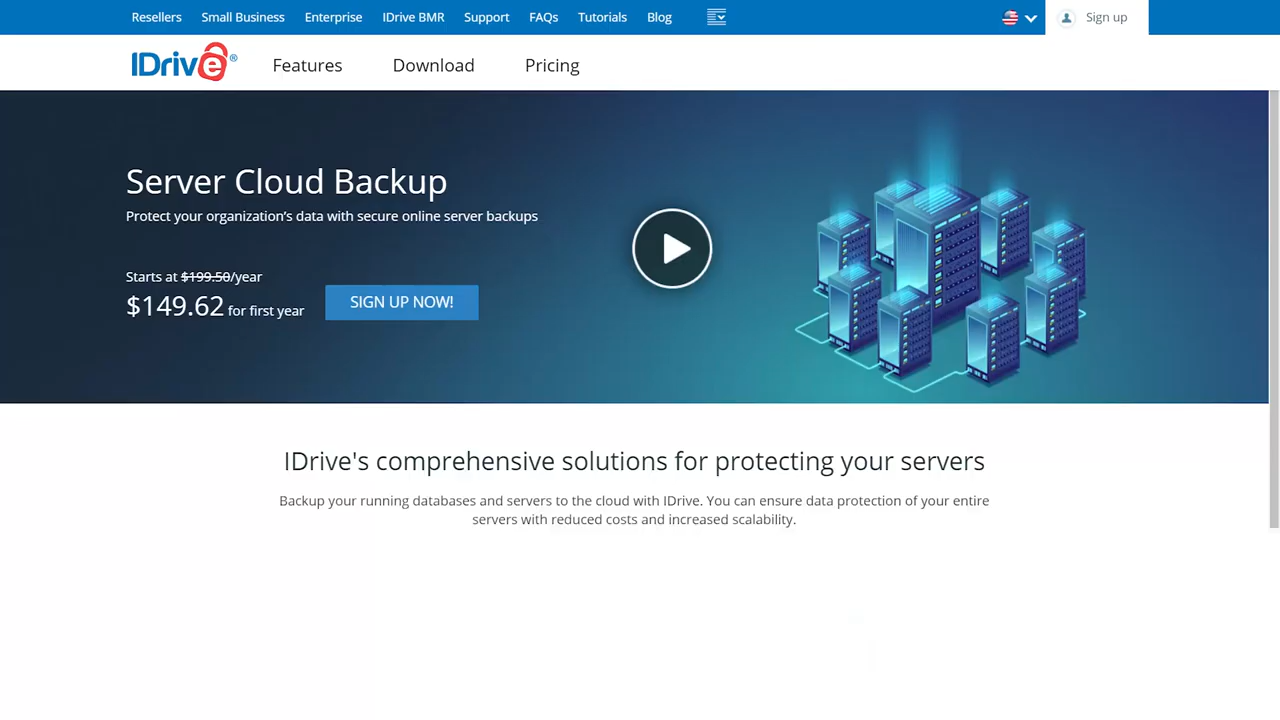 Resellers Small Business Enterprise IDrive BMR Support FAQs Tutorials Blog Sign up
IDrive® Features Download Pricing
Server Cloud Backup
Protect your organization's data with secure online server backups
Starts at $199.50/year
$149.62 for first year SIGN UP NOW!
IDrive's comprehensive solutions for protecting your servers
Backup your running databases and servers to the cloud with IDrive. You can ensure data protection of your entire
servers with reduced costs and increased scalability.